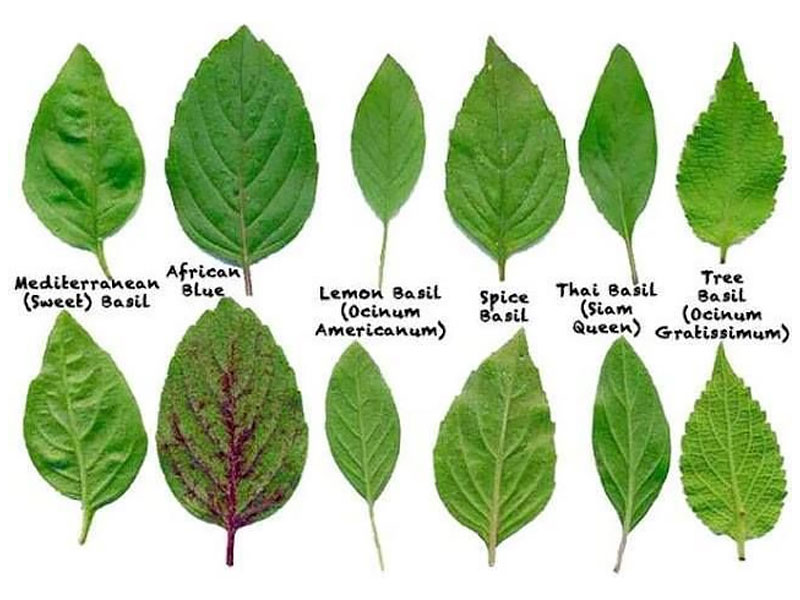 Mediterranean
(Sweet) Basil
African
Blue
Lemon Basil
(Ocinum
Americanum)
Spice
Basil
Thai Basil
(Siam
Queen)
Tree
Basil
(Ocinum
Gratissimum)